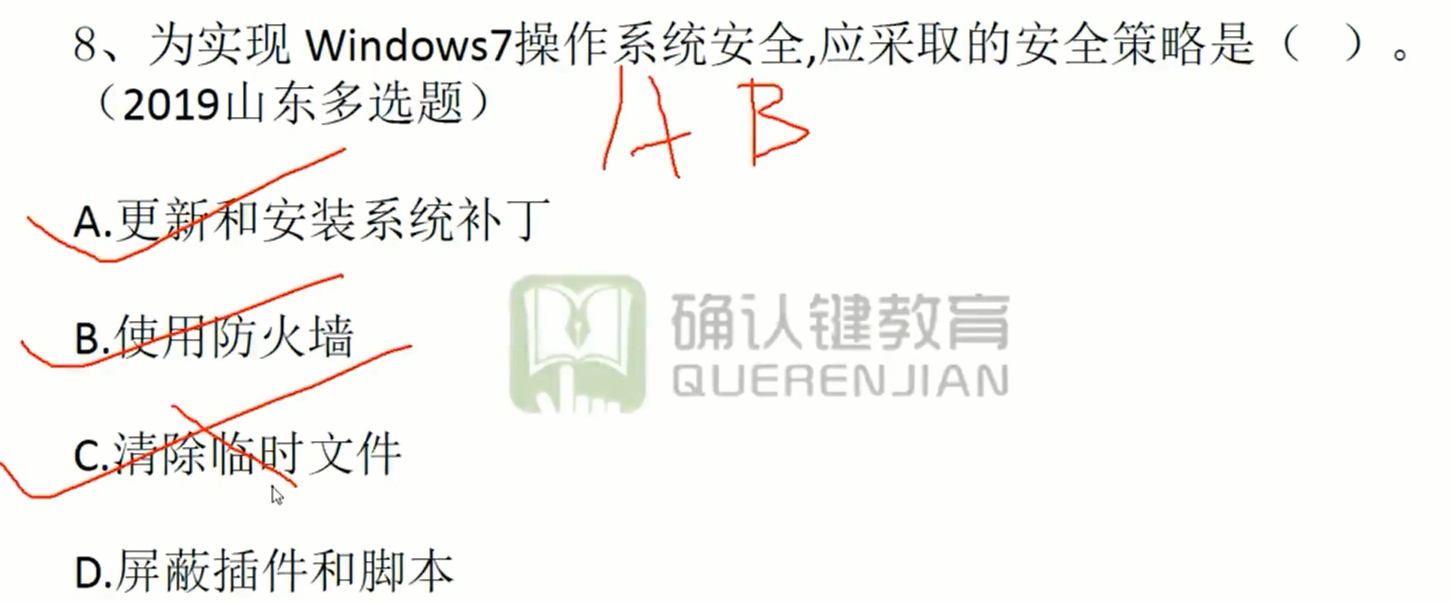 8、为实现 Windows7操作系统安全,应采取的安全策略是（ ）。
（2019山东多选题）
A B
A.更新和安装系统补丁
B.使用防火墙
确认键教育
QUERENJIAN
C.清除临时文件
D.屏蔽插件和脚本